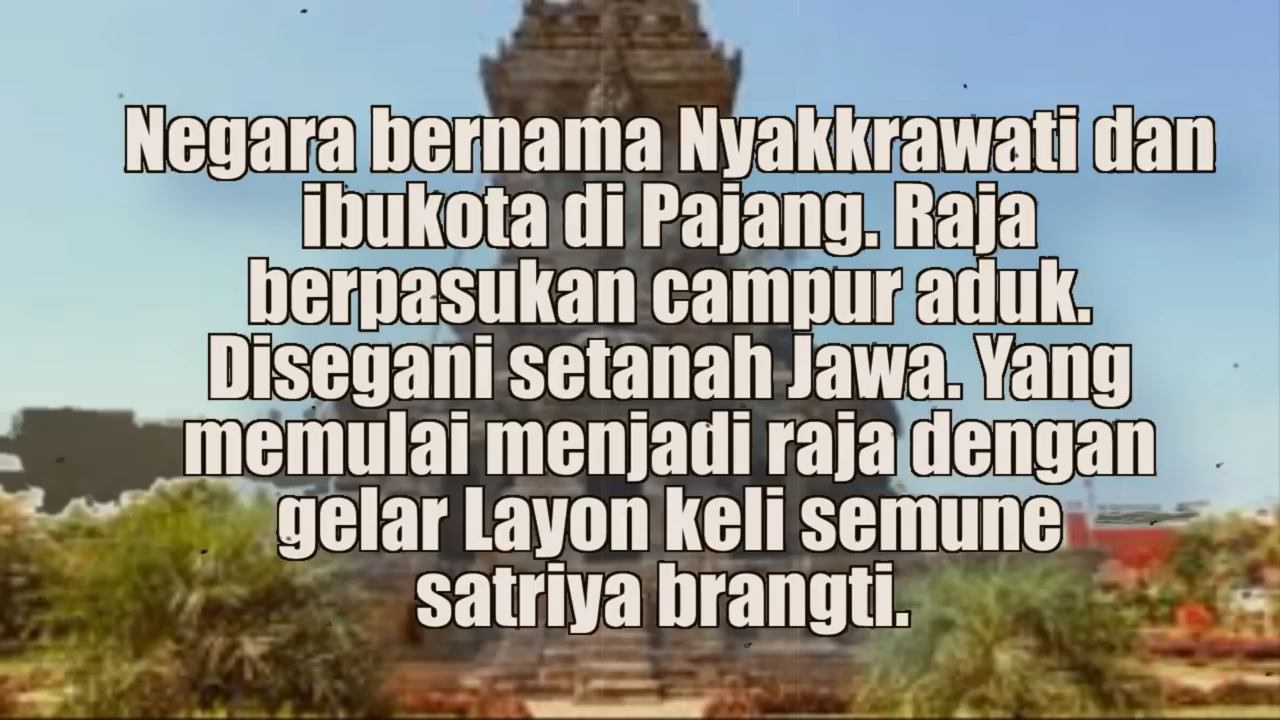 Negara bernama Nyakkrawati dan
ibukota di Pajang. Raja
berpasukan campur aduk.
Disegani setanah Jawa. Yang
memulai menjadi raja dengan
gelar Layon keli semune
satriya brangti.